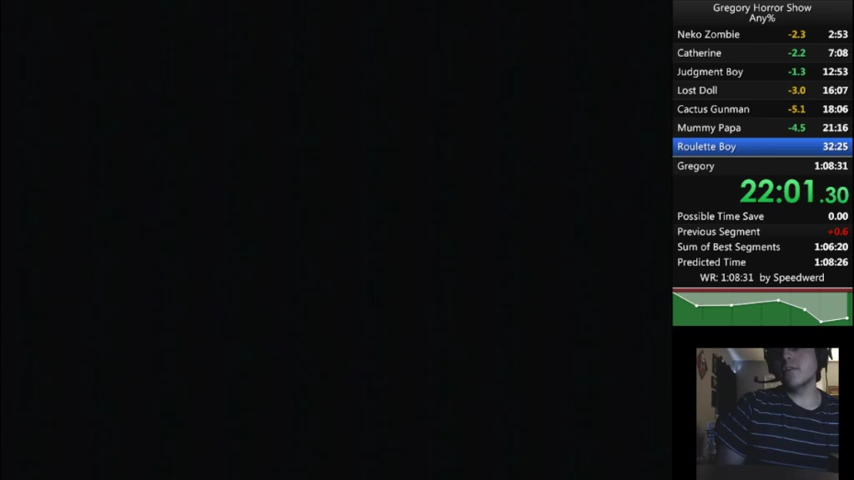 Gregory Horror Show
Any%
Neko Zombie -2.3 2:53
Catherine -2.2 7:08
Judgment Boy -1.3 12:53
Lost Doll -3.0 16:07
Cactus Gunman -5.1 18:06
Mummy Papa -4.5 21:16
Roulette Boy 32:25
Gregory 1:08:31
22:01.30
Possible Time Save 0.00
Previous Segment +0.6
Sum of Best Segments 1:06:20
Predicted Time 1:08:26
WR: 1:08:31 by Speedwerd